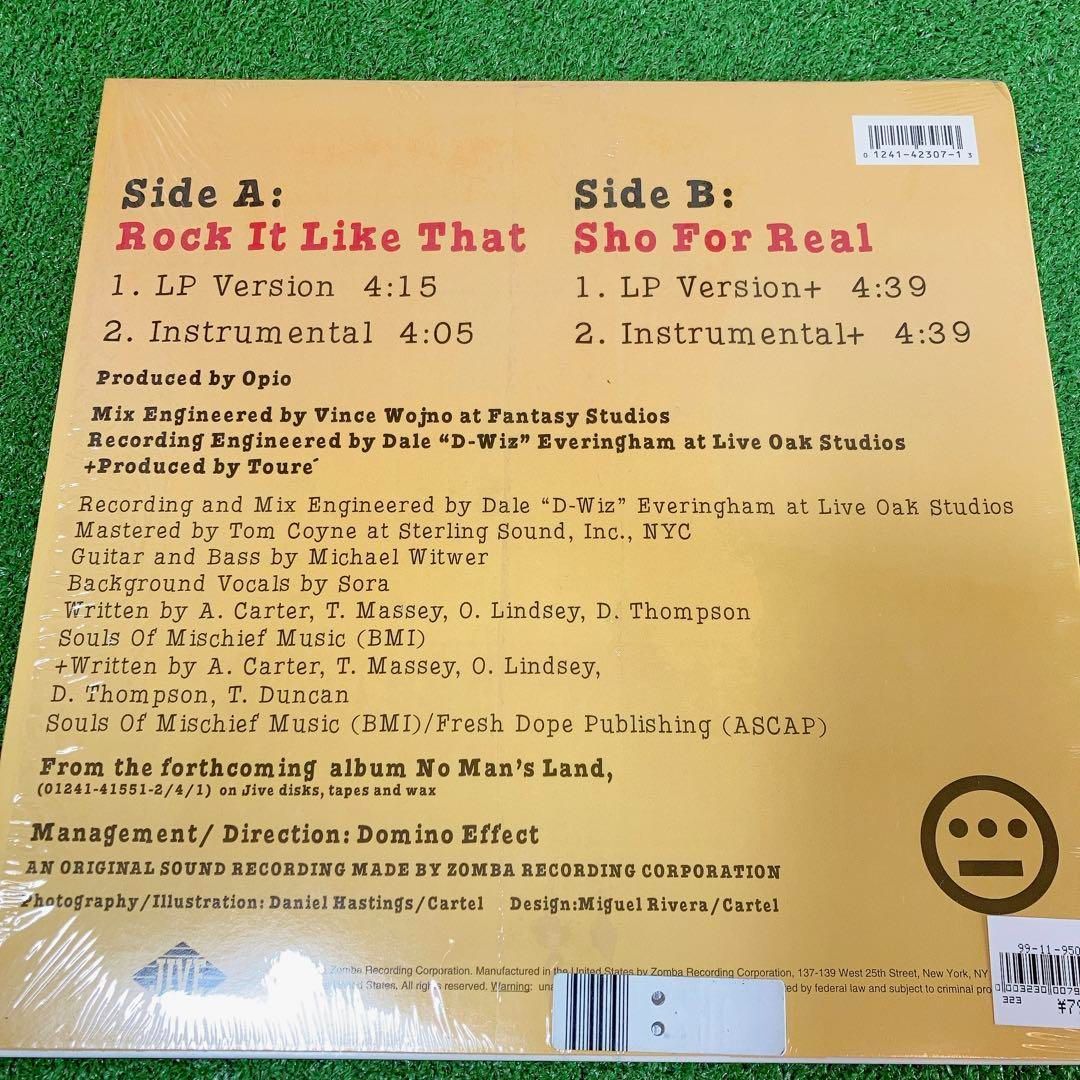 0 1241-42307-1 3
Side A:
Rock It Like That
1. LP Version 4:15
2. Instrumental 4:05
Side B:
Sho For Real
1. LP Version+ 4:39
2. Instrumental+ 4:39
Produced by Opio
Mix Engineered by Vince Wojno at Fantasy Studios
Recording Engineered by Dale “D-Wiz” Everingham at Live Oak Studios
+Produced by Toure´
Recording and Mix Engineered by Dale “D-Wiz” Everingham at Live Oak Studios
Mastered by Tom Coyne at Sterling Sound, Inc., NYC
Guitar and Bass by Michael Witwer
Background Vocals by Sora
Written by A. Carter, T. Massey, O. Lindsey, D. Thompson
Souls Of Mischief Music (BMI)
+Written by A. Carter, T. Massey, O. Lindsey,
D. Thompson, T. Duncan
Souls Of Mischief Music (BMI)/Fresh Dope Publishing (ASCAP)
From the forthcoming album No Man's Land,
(01241-41551-2/4/1) on Jive disks, tapes and wax
Management/ Direction: Domino Effect
AN ORIGINAL SOUND RECORDING MADE BY ZOMBA RECORDING CORPORATION
Photography/Illustration: Daniel Hastings/Cartel Design:Miguel Rivera/Cartel
JIVE
Zomba Recording Corporation. Manufactured in the United States by Zomba Recording Corporation, 137-139 West 25th Street, New York, NY
States. All rights reserved. Warning: by federal law and subject to criminal
99-11-950
323